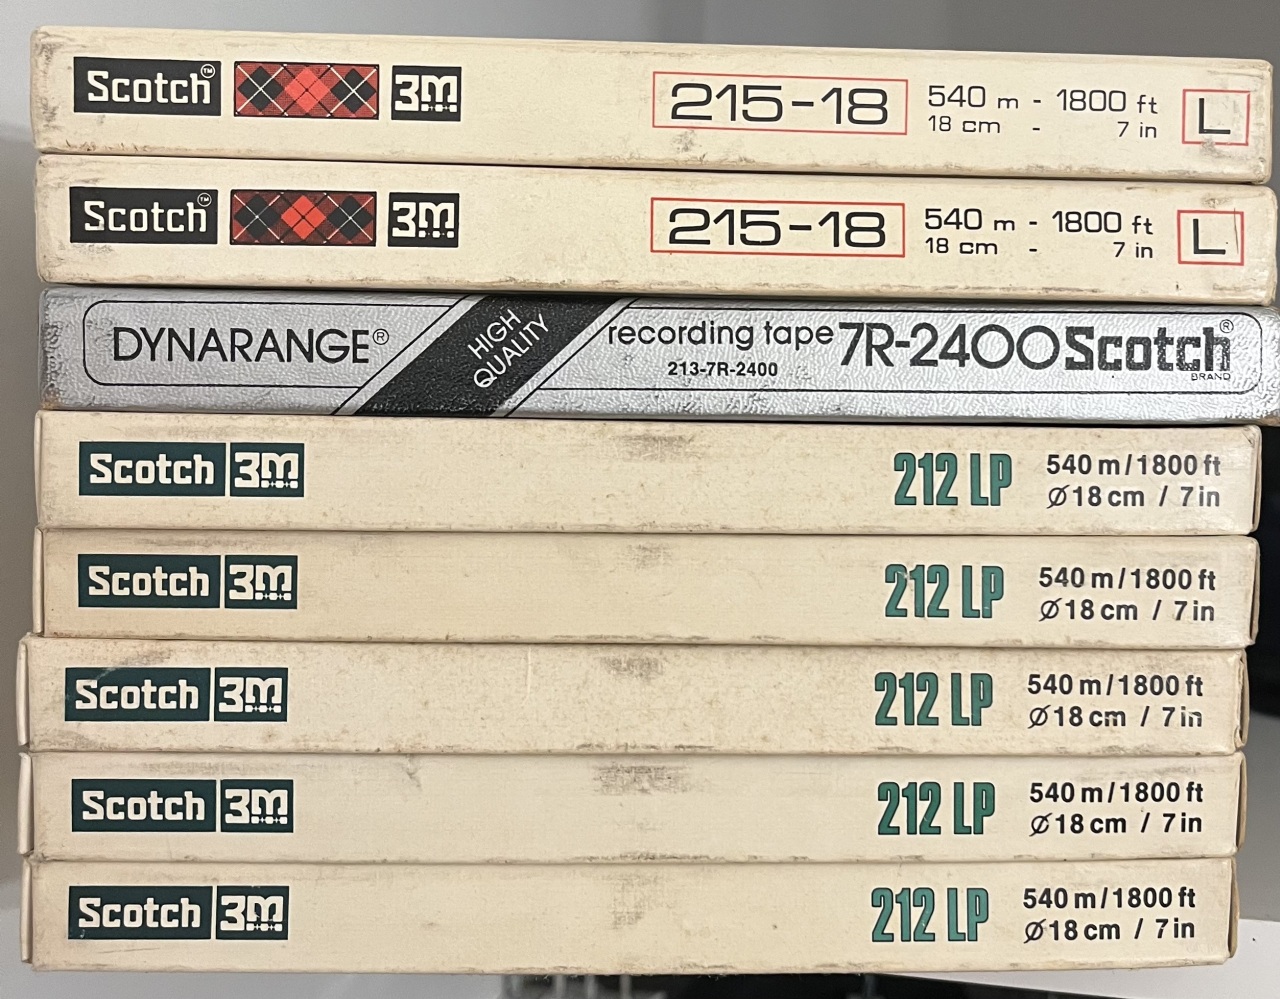 Scotch™ 3M 215-18 540 m - 1800 ft L
18 cm - 7 in
Scotch™ 3M 215-18 540 m - 1800 ft L
18 cm - 7 in
DYNARANGE® HIGH QUALITY recording tape 7R-2400 Scotch®
213-7R-2400 BRAND
Scotch 3M 212 LP 540 m/1800 ft
Ø18 cm / 7 in
Scotch 3M 212 LP 540 m/1800 ft
Ø18 cm / 7 in
Scotch 3M 212 LP 540 m/1800 ft
Ø18 cm / 7 in
Scotch 3M 212 LP 540 m/1800 ft
Ø18 cm / 7 in
Scotch 3M 212 LP 540 m/1800 ft
Ø18 cm / 7 in